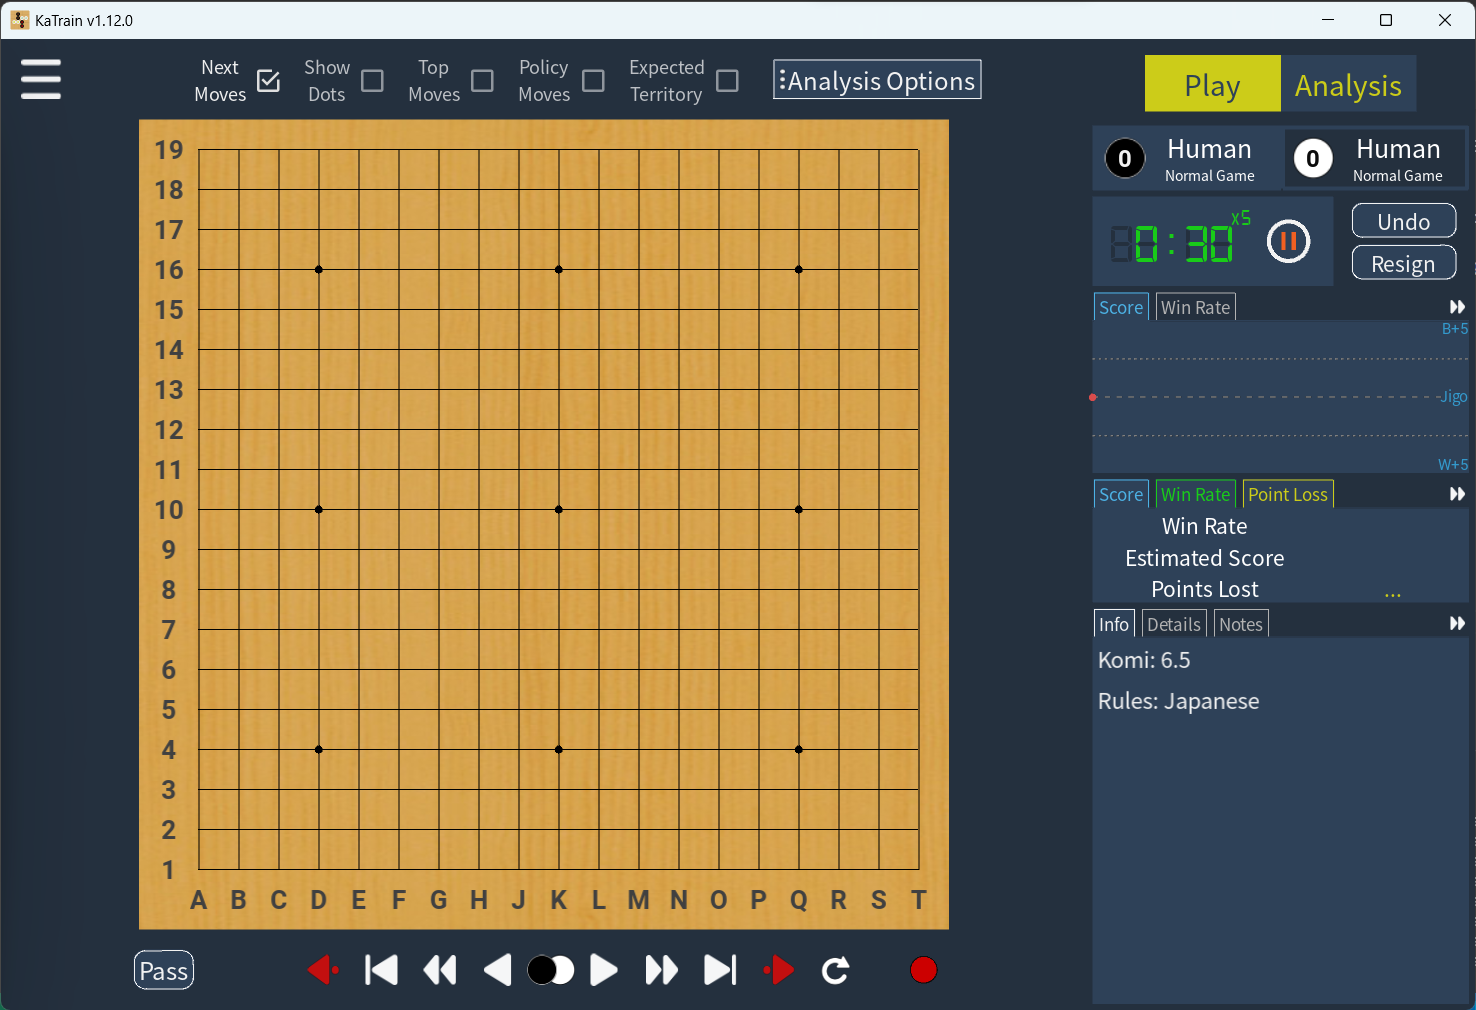 KaTrain v1.12.0
Next Moves
Show Dots
Top Moves
Policy Moves
Expected Territory
Analysis Options
Play
Analysis
0
Human
Normal Game
0
Human
Normal Game
0:30
x5
Undo
Resign
Score
Win Rate
B+5
Jigo
W+5
Score
Win Rate
Point Loss
Win Rate
Estimated Score
Points Lost
...
Info
Details
Notes
Komi: 6.5
Rules: Japanese
19
18
17
16
15
14
13
12
11
10
9
8
7
6
5
4
3
2
1
A B C D E F G H J K L M N O P Q R S T
Pass